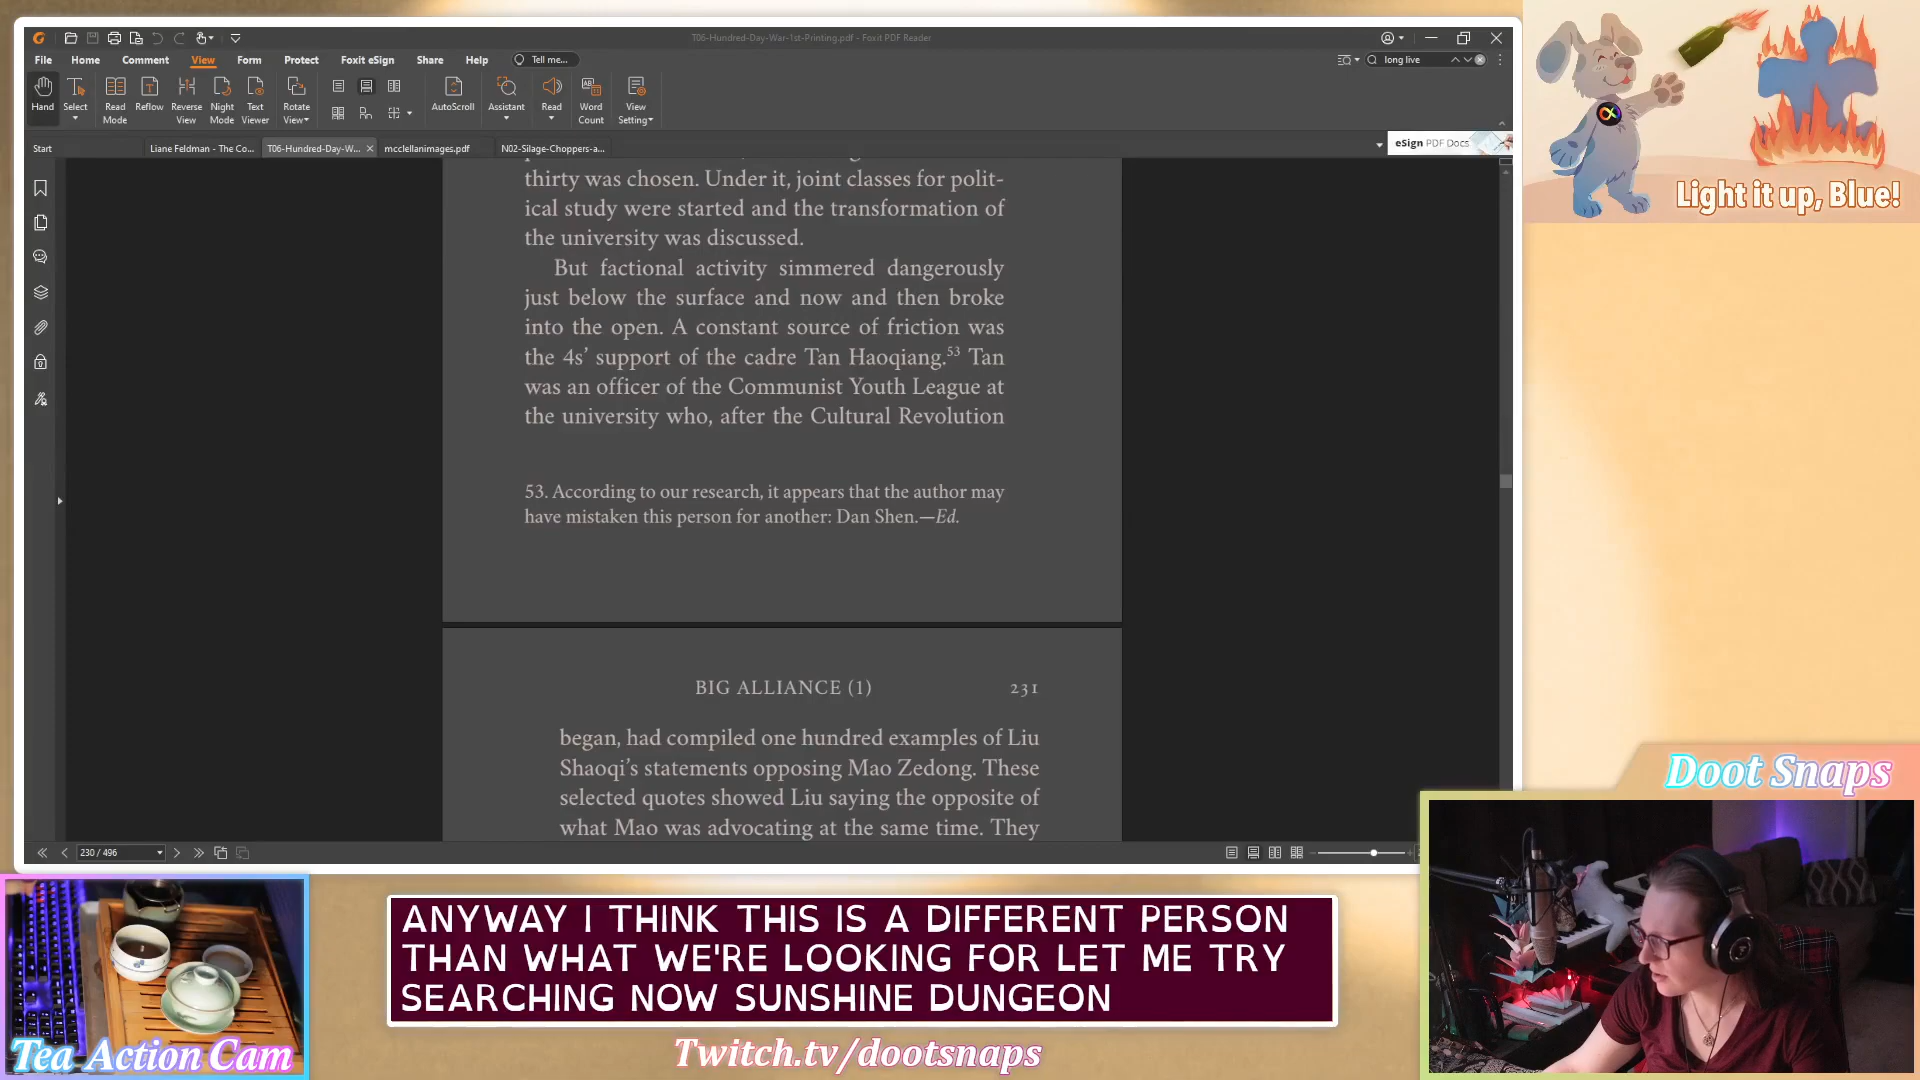 T06-Hundred-Day-War-1st-Printing.pdf - Foxit PDF Reader
File Home Comment View Form Protect Foxit eSign Share Help Tell me...
long live
Hand Select Read Mode Reflow Reverse View Night Mode Text Viewer Rotate View AutoScroll Assistant Read Word Count View Setting
Start Liane Feldman - The Co... T06-Hundred-Day-W... mcclellanimages.pdf N02-Silage-Choppers-a...
eSign PDF Docs
thirty was chosen. Under it, joint classes for polit-
ical study were started and the transformation of
the university was discussed.
But factional activity simmered dangerously
just below the surface and now and then broke
into the open. A constant source of friction was
the 4s' support of the cadre Tan Haoqiang.53 Tan
was an officer of the Communist Youth League at
the university who, after the Cultural Revolution
53. According to our research, it appears that the author may
have mistaken this person for another: Dan Shen.—Ed.
BIG ALLIANCE (1) 231
began, had compiled one hundred examples of Liu
Shaoqi's statements opposing Mao Zedong. These
selected quotes showed Liu saying the opposite of
what Mao was advocating at the same time. They
230 / 496
Light it up, Blue!
Doot Snaps
ANYWAY I THINK THIS IS A DIFFERENT PERSON
THAN WHAT WE'RE LOOKING FOR LET ME TRY
SEARCHING NOW SUNSHINE DUNGEON
Tea Action Cam
Twitch.tv/dootsnaps